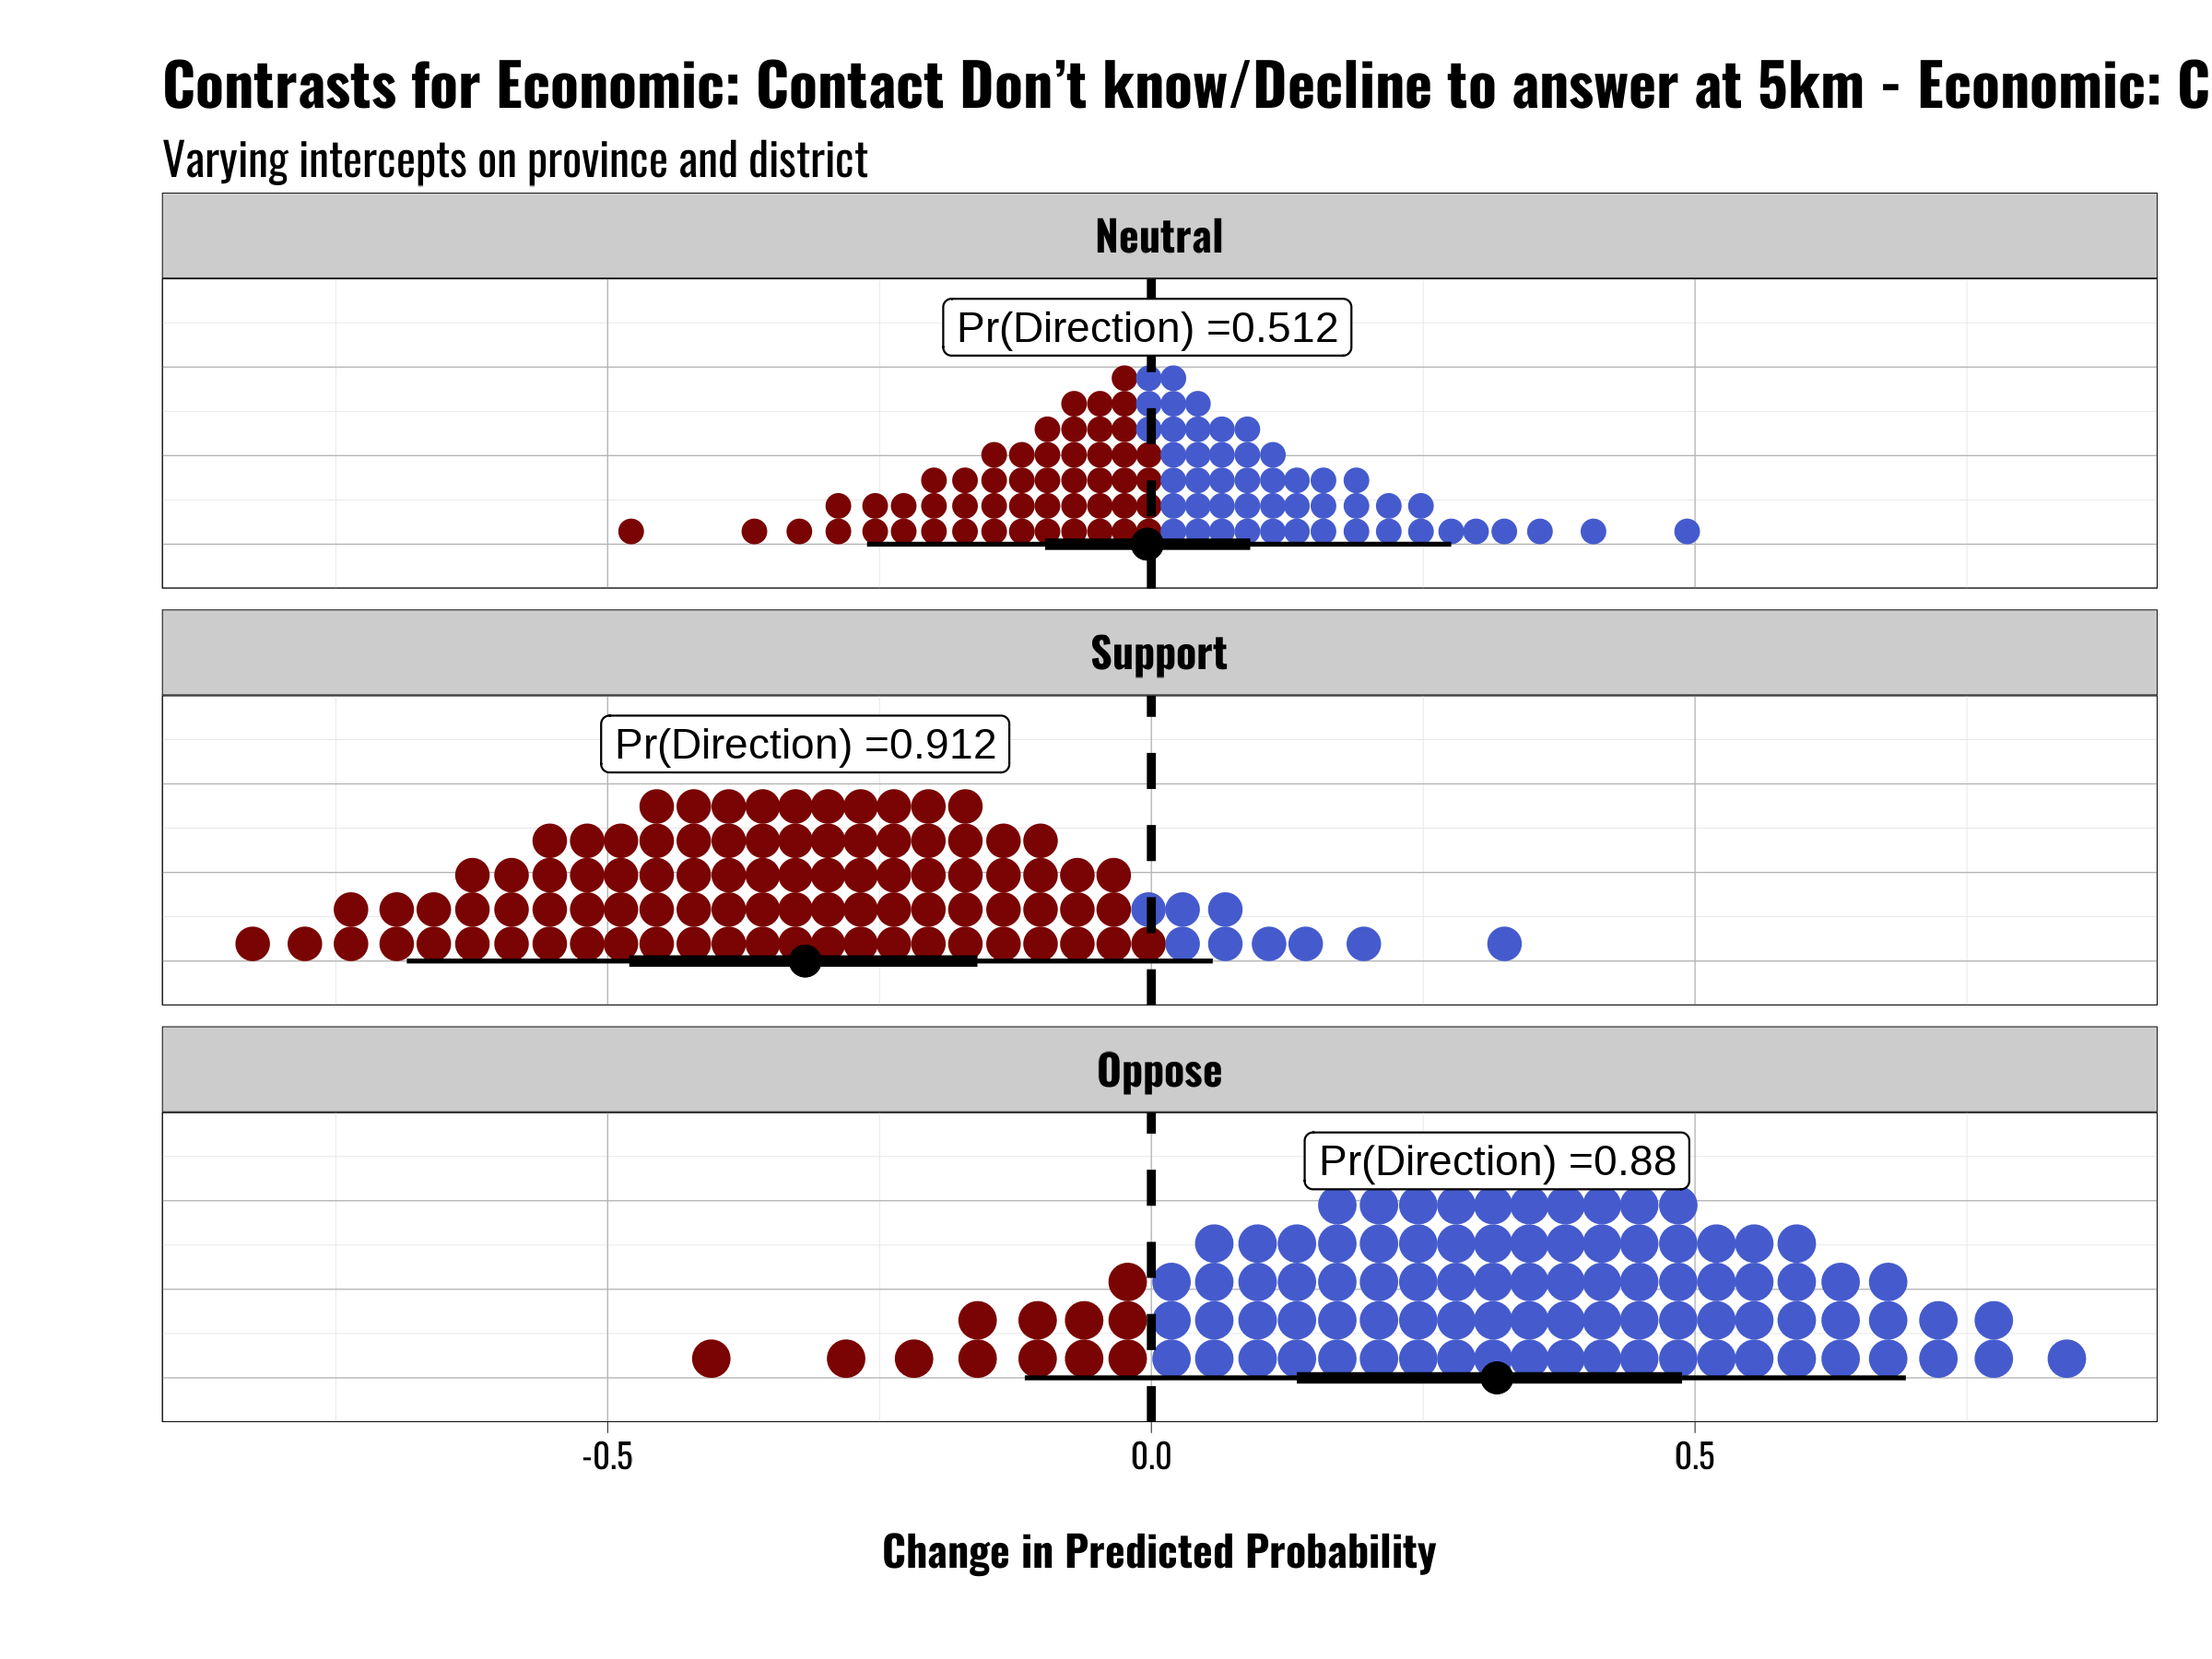 Contrasts for Economic: Contact Don’t know/Decline to answer at 5km - Economic: C
Varying intercepts on province and district
Neutral
Pr(Direction) =0.512
Support
Pr(Direction) =0.912
Oppose
Pr(Direction) =0.88
-0.5
0.0
0.5
Change in Predicted Probability